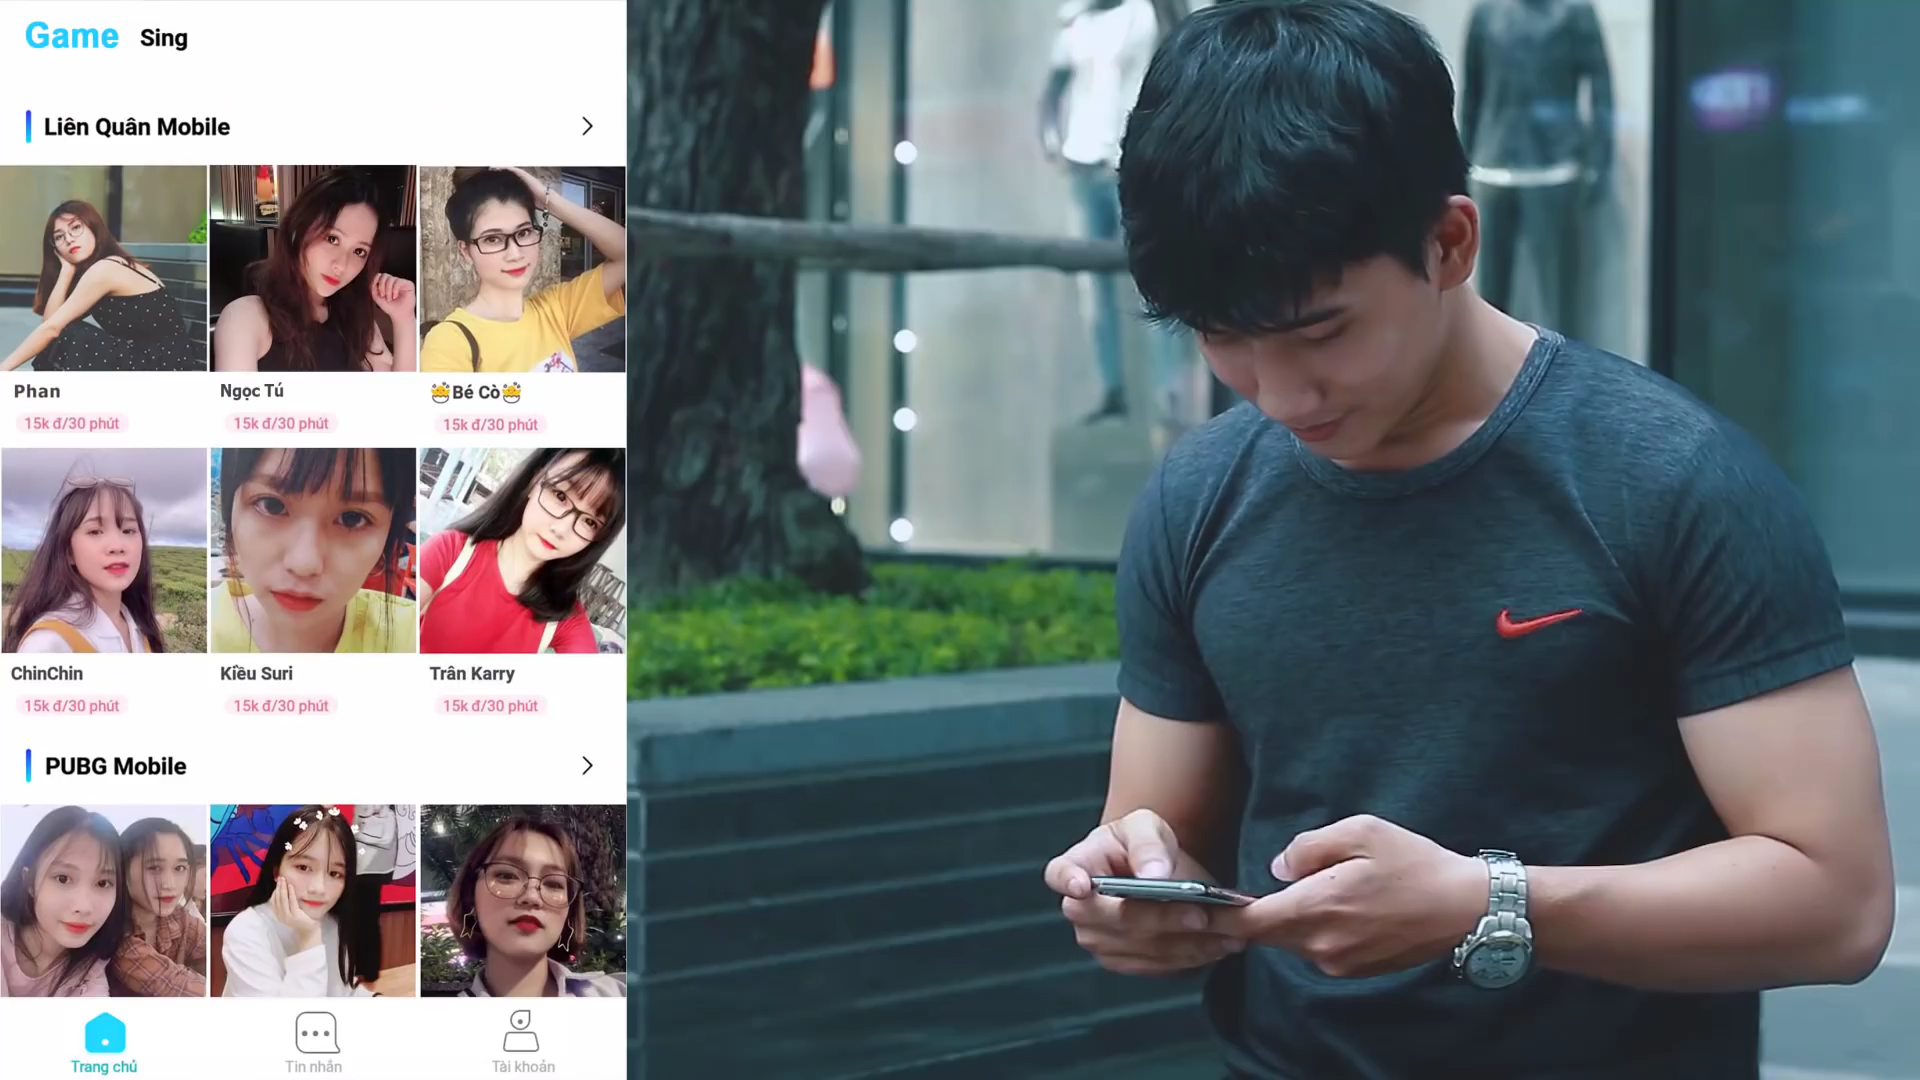 Game Sing
Liên Quân Mobile
Phan Ngọc Tú 🐣Bé Cò🐣
15k đ/30 phút 15k đ/30 phút 15k đ/30 phút
ChinChin Kiều Suri Trân Karry
15k đ/30 phút 15k đ/30 phút 15k đ/30 phút
PUBG Mobile
Trang chủ Tin nhắn Tài khoản